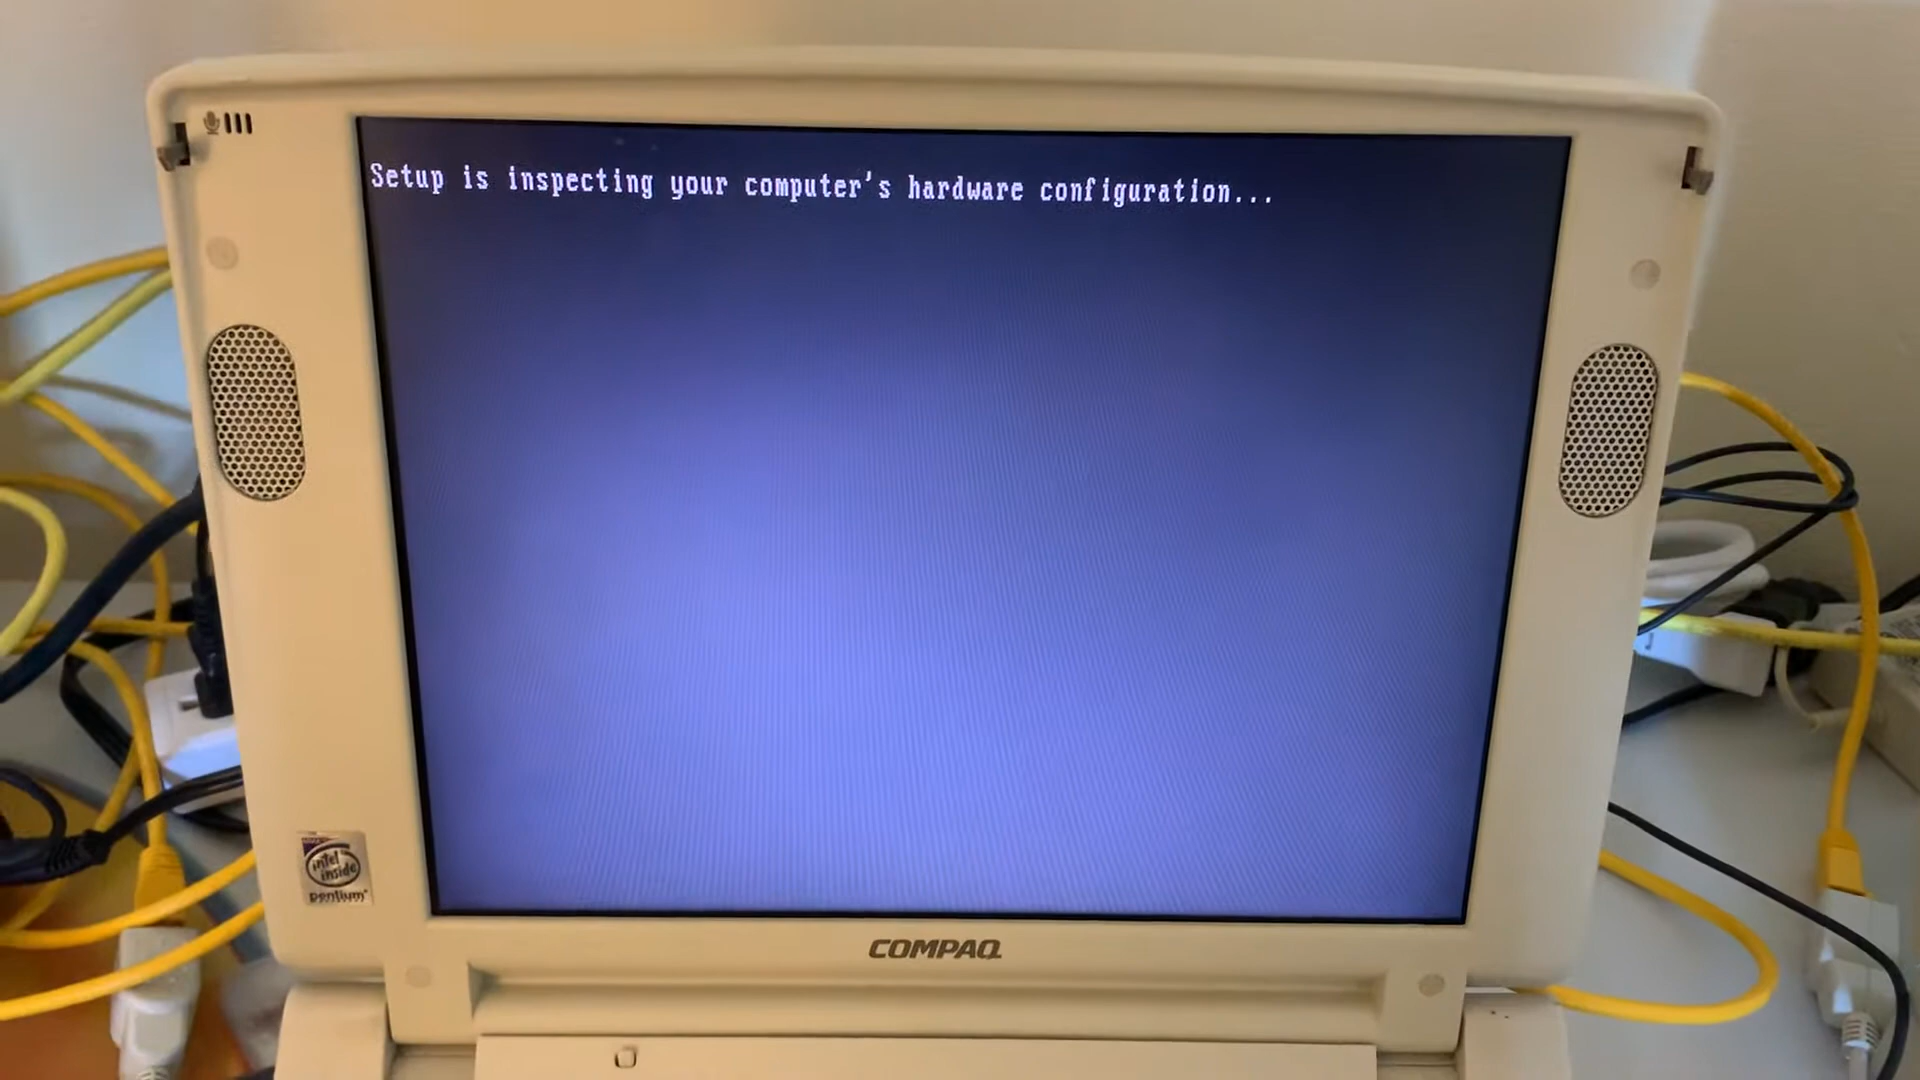 Setup is inspecting your computer's hardware configuration...
intel
inside
pentium
COMPAQ